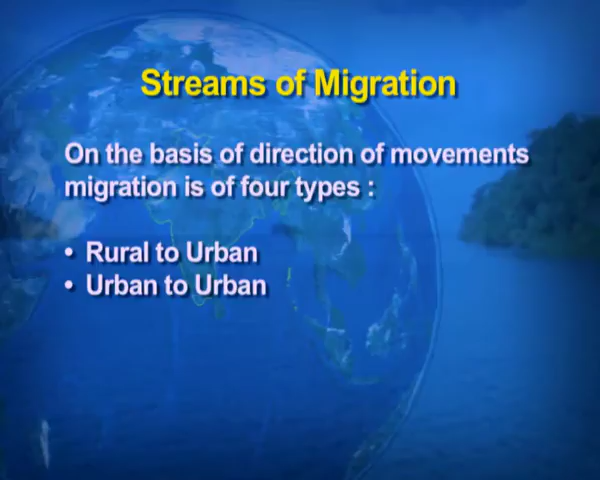 Streams of Migration
On the basis of direction of movements
migration is of four types :
• Rural to Urban
• Urban to Urban